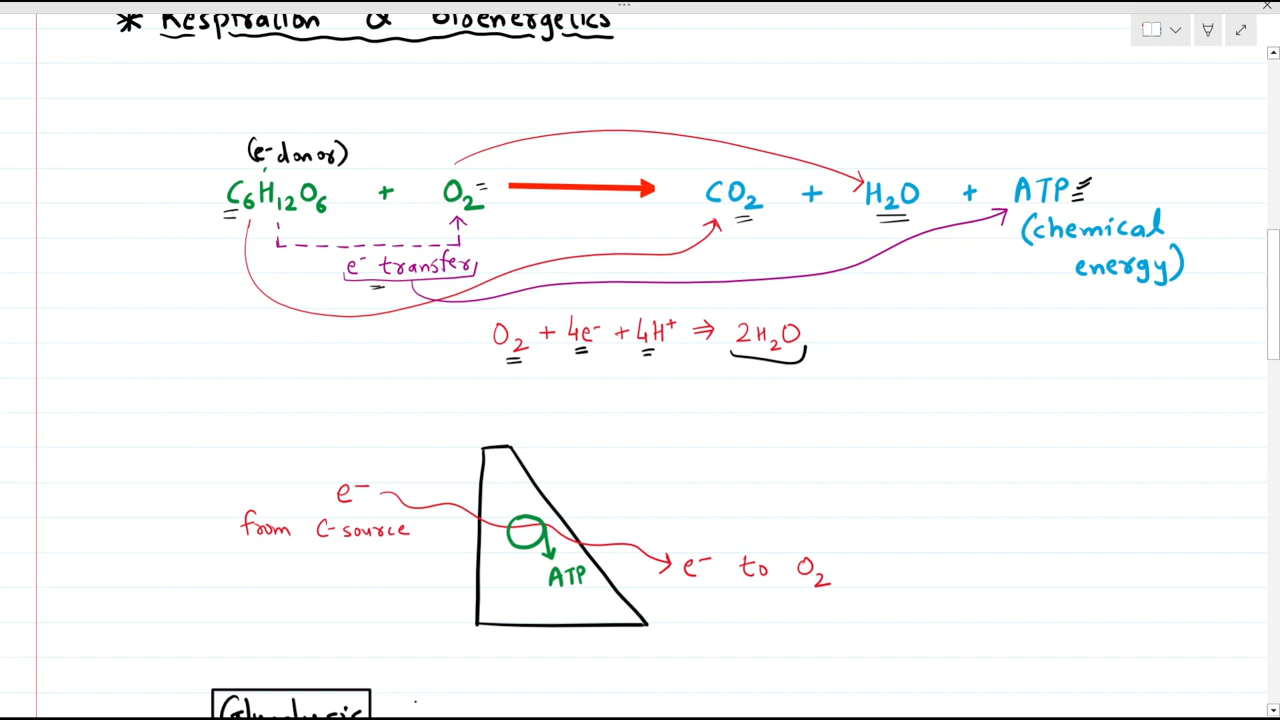 * Respiration & Bioenergetics
(e⁻ donor)
C₆H₁₂O₆ + O₂ → CO₂ + H₂O + ATP
(chemical energy)
e⁻ transfer
O₂ + 4e⁻ + 4H⁺ ⇒ 2H₂O
e⁻
from C-source
ATP
e⁻ to O₂
Glycolysis